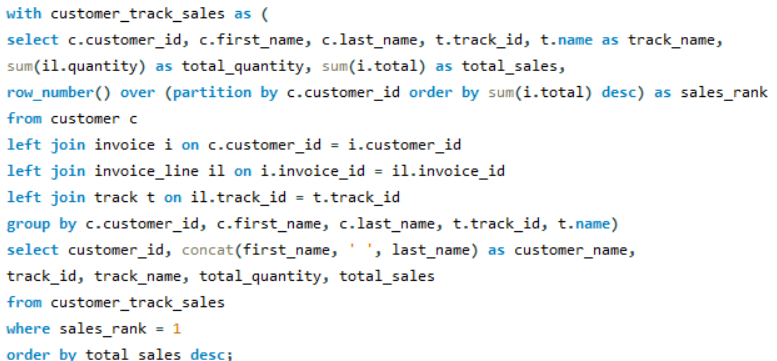 with customer_track_sales as (
select c.customer_id, c.first_name, c.last_name, t.track_id, t.name as track_name,
sum(il.quantity) as total_quantity, sum(i.total) as total_sales,
row_number() over (partition by c.customer_id order by sum(i.total) desc) as sales_rank
from customer c
left join invoice i on c.customer_id = i.customer_id
left join invoice_line il on i.invoice_id = il.invoice_id
left join track t on il.track_id = t.track_id
group by c.customer_id, c.first_name, c.last_name, t.track_id, t.name)
select customer_id, concat(first_name, ' ', last_name) as customer_name,
track_id, track_name, total_quantity, total_sales
from customer_track_sales
where sales_rank = 1
order by total_sales desc;